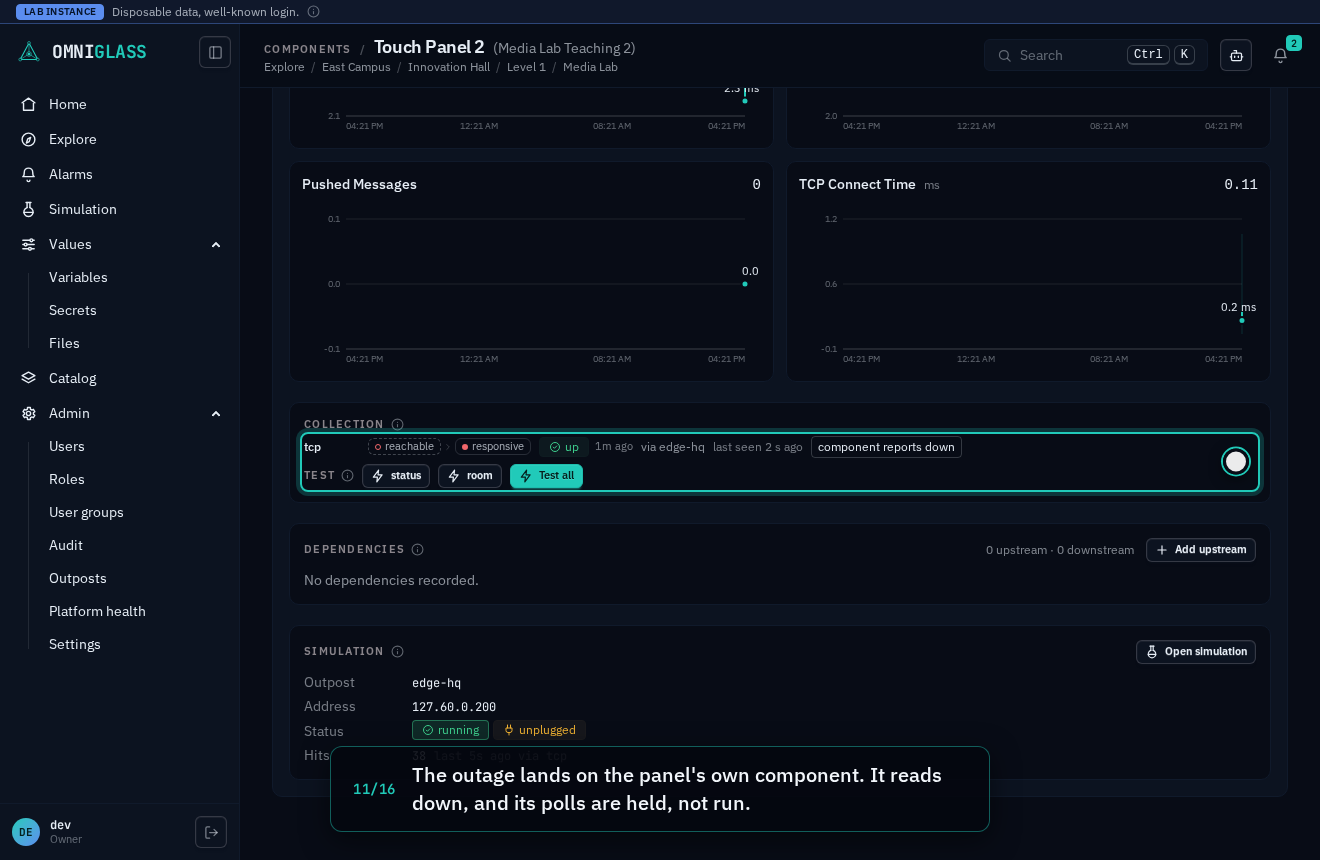 LAB INSTANCE Disposable data, well-known login.
OMNIGLASS
COMPONENTS / Touch Panel 2 (Media Lab Teaching 2)
Explore / East Campus / Innovation Hall / Level 1 / Media Lab
Search Ctrl K
2
Home
Explore
Alarms
Simulation
Values
Variables
Secrets
Files
Catalog
Admin
Users
Roles
User groups
Audit
Outposts
Platform health
Settings
DE dev
Owner
2.3 ms
2.1
04:21 PM 12:21 AM 08:21 AM 04:21 PM
2.0
04:21 PM 12:21 AM 08:21 AM 04:21 PM
Pushed Messages 0
0.1
0.0
0.0
-0.1
04:21 PM 12:21 AM 08:21 AM 04:21 PM
TCP Connect Time ms 0.11
1.2
0.6
0.2 ms
-0.1
04:21 PM 12:21 AM 08:21 AM 04:21 PM
COLLECTION
tcp reachable › responsive up 1m ago via edge-hq last seen 2 s ago component reports down
TEST status room Test all
DEPENDENCIES 0 upstream · 0 downstream Add upstream
No dependencies recorded.
SIMULATION Open simulation
Outpost edge-hq
Address 127.60.0.200
Status running unplugged
Hits 38 last 5s ago via tcp
11/16 The outage lands on the panel's own component. It reads
down, and its polls are held, not run.